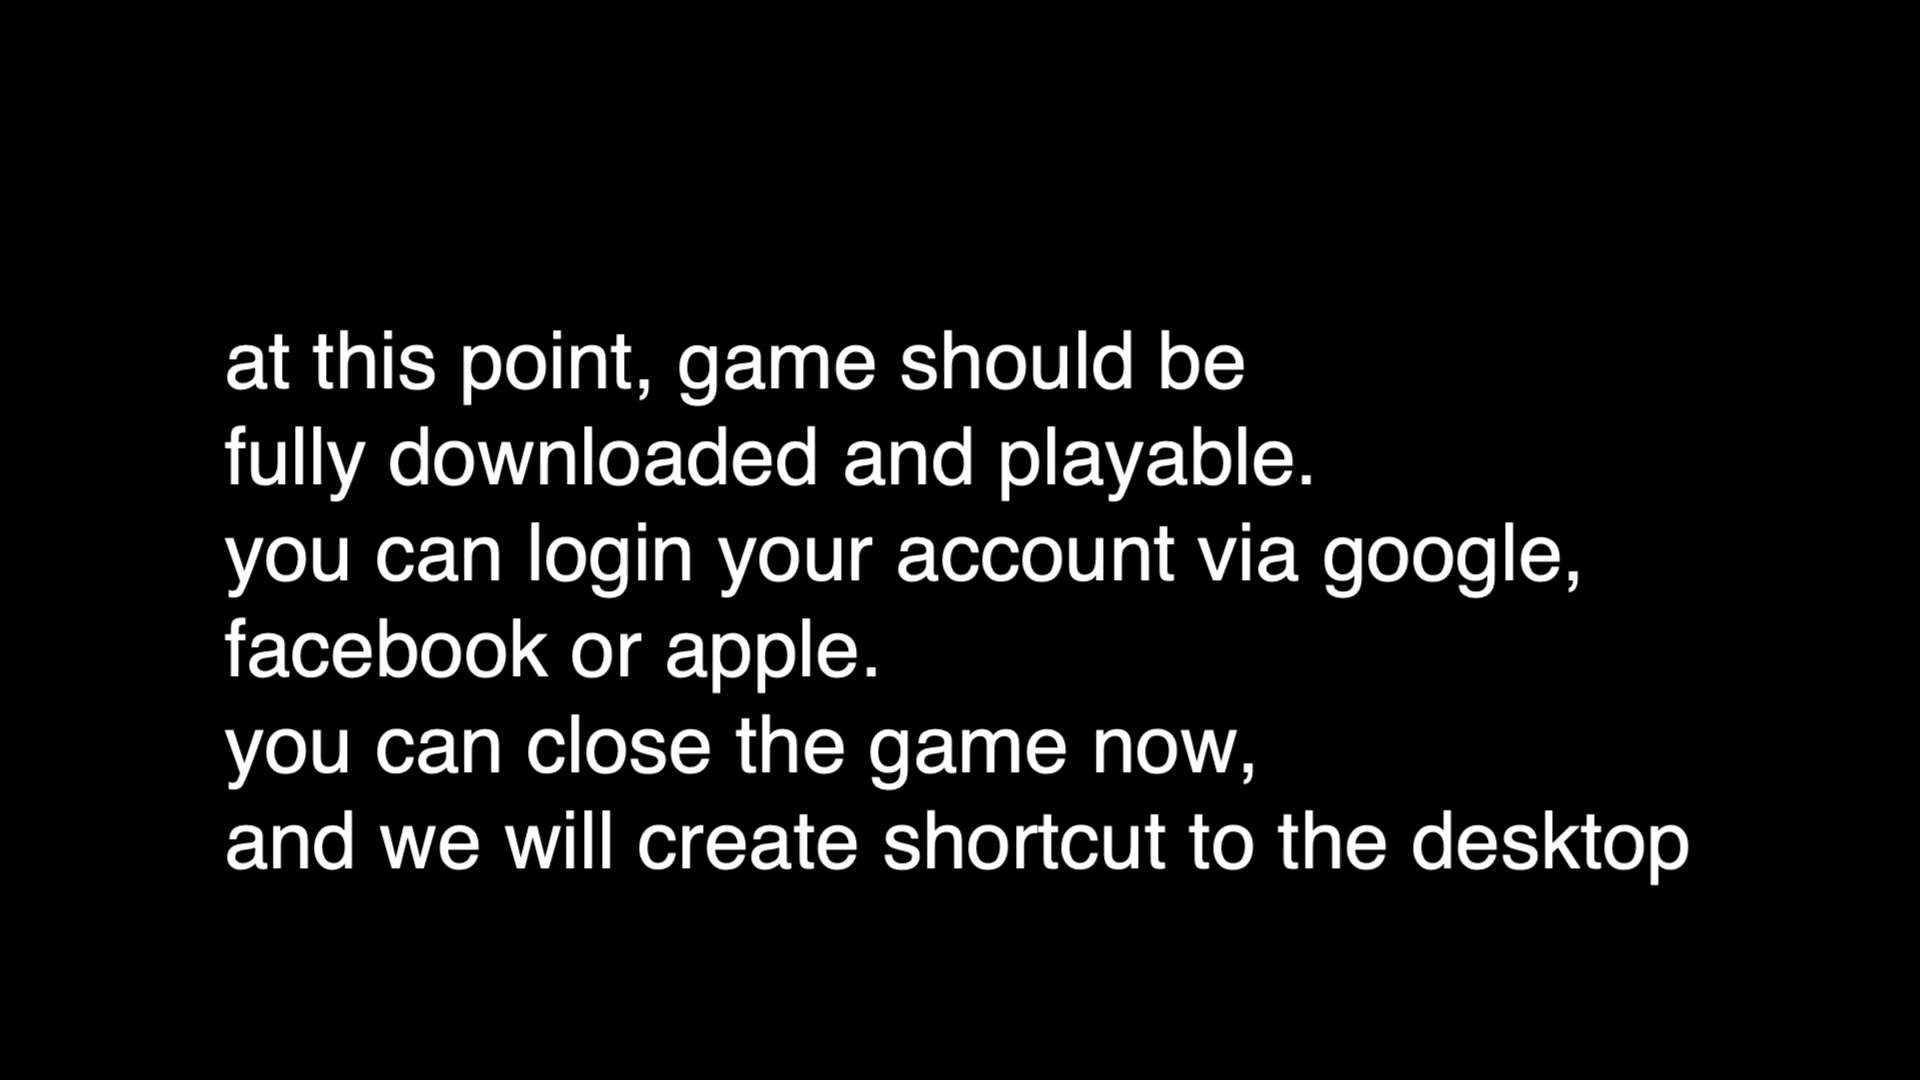 at this point, game should be
fully downloaded and playable.
you can login your account via google,
facebook or apple.
you can close the game now,
and we will create shortcut to the desktop